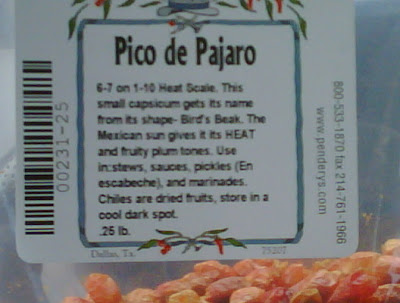 Pico de Pajaro
6-7 on 1-10 Heat Scale. This
small capsicum gets its name
from its shape- Bird's Beak. The
Mexican sun gives it its HEAT
and fruity plum tones. Use
in:stews, sauces, pickles (En
escabeche), and marinades.
Chiles are dried fruits, store in a
cool dark spot.
.25 lb.
Dallas, Tx.
75207
00231-25
800-533-1870 fax 214-761-1966
www.penderys.com